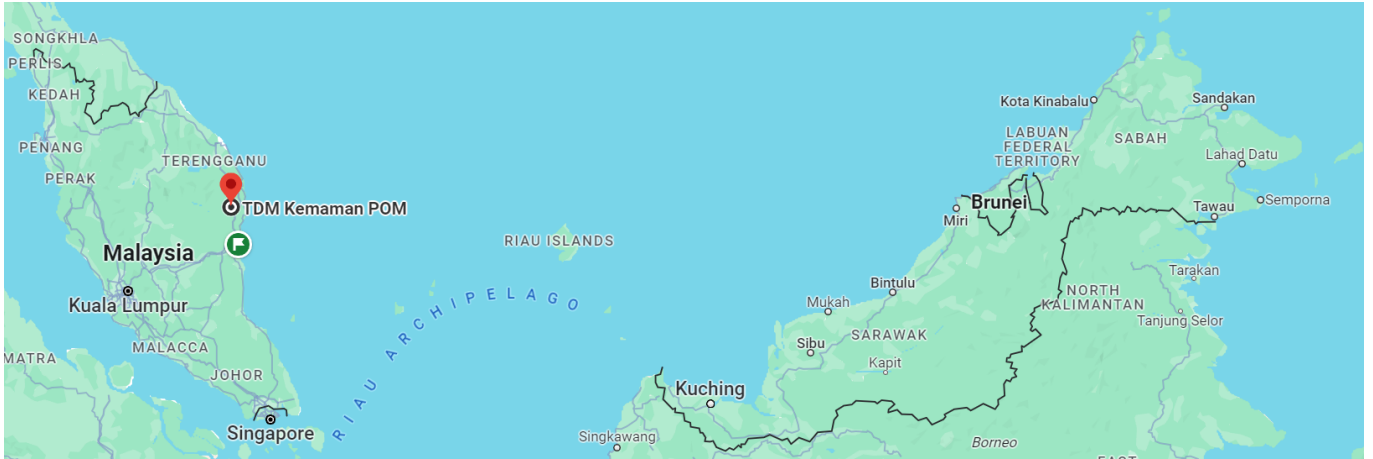 SONGKHLA
PERLIS
KEDAH
PENANG
PERAK
TERENGGANU
TDM Kemaman POM
Malaysia
Kuala Lumpur
MALACCA
MATRA
JOHOR
Singapore
RIAU ARCHIPELAGO
RIAU ISLANDS
Kota Kinabalu
Sandakan
LABUAN
FEDERAL
TERRITORY
SABAH
Lahad Datu
Semporna
Tawau
Brunei
Miri
Bintulu
Mukah
SARAWAK
Sibu
Kapit
Kuching
Singkawang
Tarakan
NORTH
KALIMANTAN
Tanjung Selor
Borneo